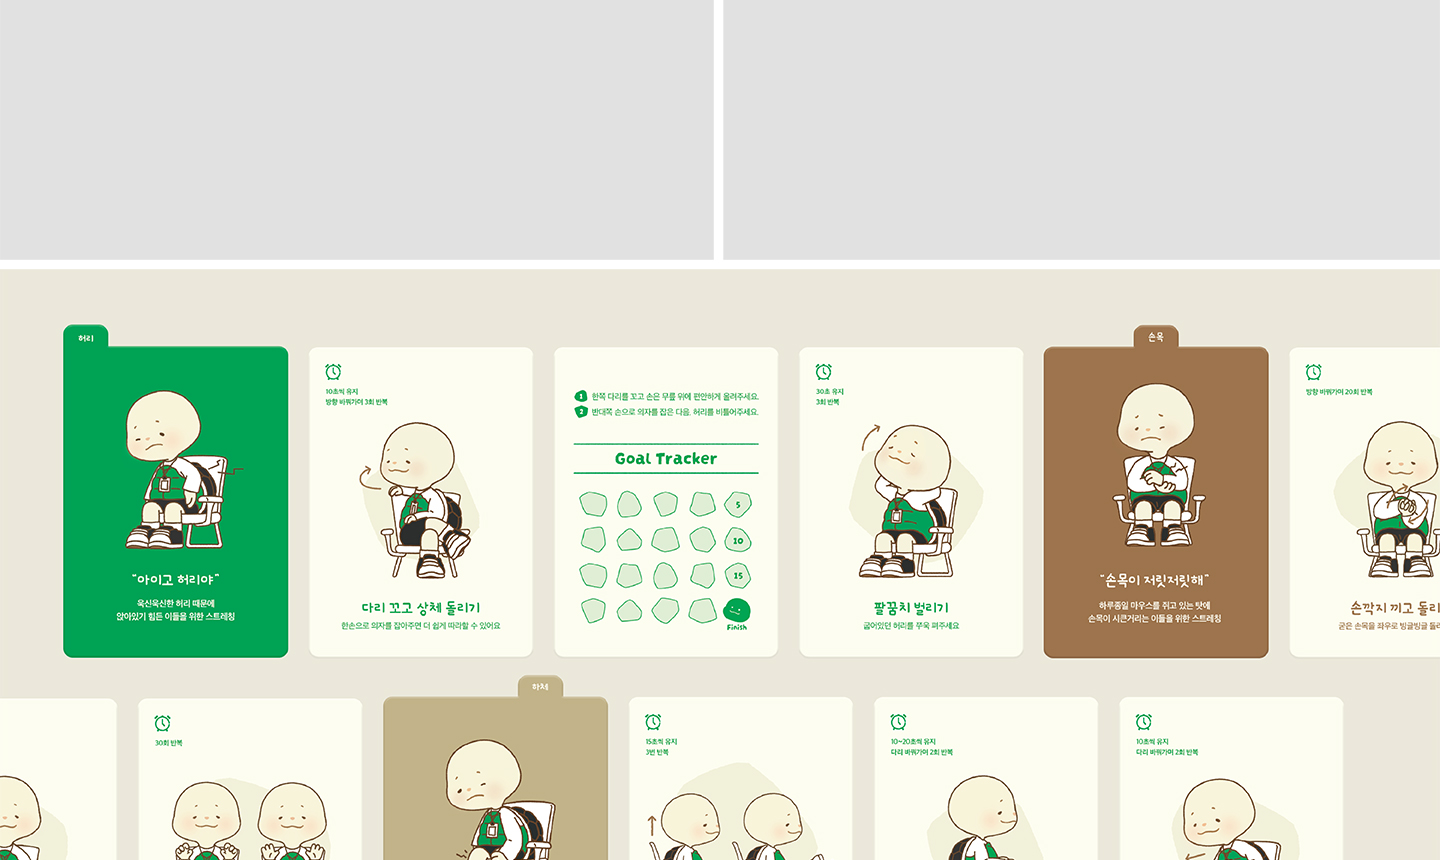 허리
"아이고 허리야"
욱신욱신한 허리 때문에
앉아있기 힘든 이들을 위한 스트레칭
10초씩 유지
방향 바꿔가며 3회 반복
다리 꼬고 상체 돌리기
한손으로 의자를 잡아주면 더 쉽게 따라할 수 있어요
1 한쪽 다리를 꼬고 손은 무릎 위에 편안하게 올려주세요.
2 반대쪽 손으로 의자를 잡은 다음, 허리를 비틀어주세요.
Goal Tracker
5
10
15
Finish
30초 유지
3회 반복
팔꿈치 벌리기
굽어있던 허리를 쭈욱 펴주세요
손목
"손목이 저릿저릿해"
하루종일 마우스를 쥐고 있는 탓에
손목이 시큰거리는 이들을 위한 스트레칭
방향 바꿔가며 20회 반복
손깍지 끼고 돌리
굳은 손목을 좌우로 빙글빙글 돌려
30회 반복
하체
15초씩 유지
3번 반복
10~20초씩 유지
다리 바꿔가며 2회 반복
10초씩 유지
다리 바꿔가며 2회 반복